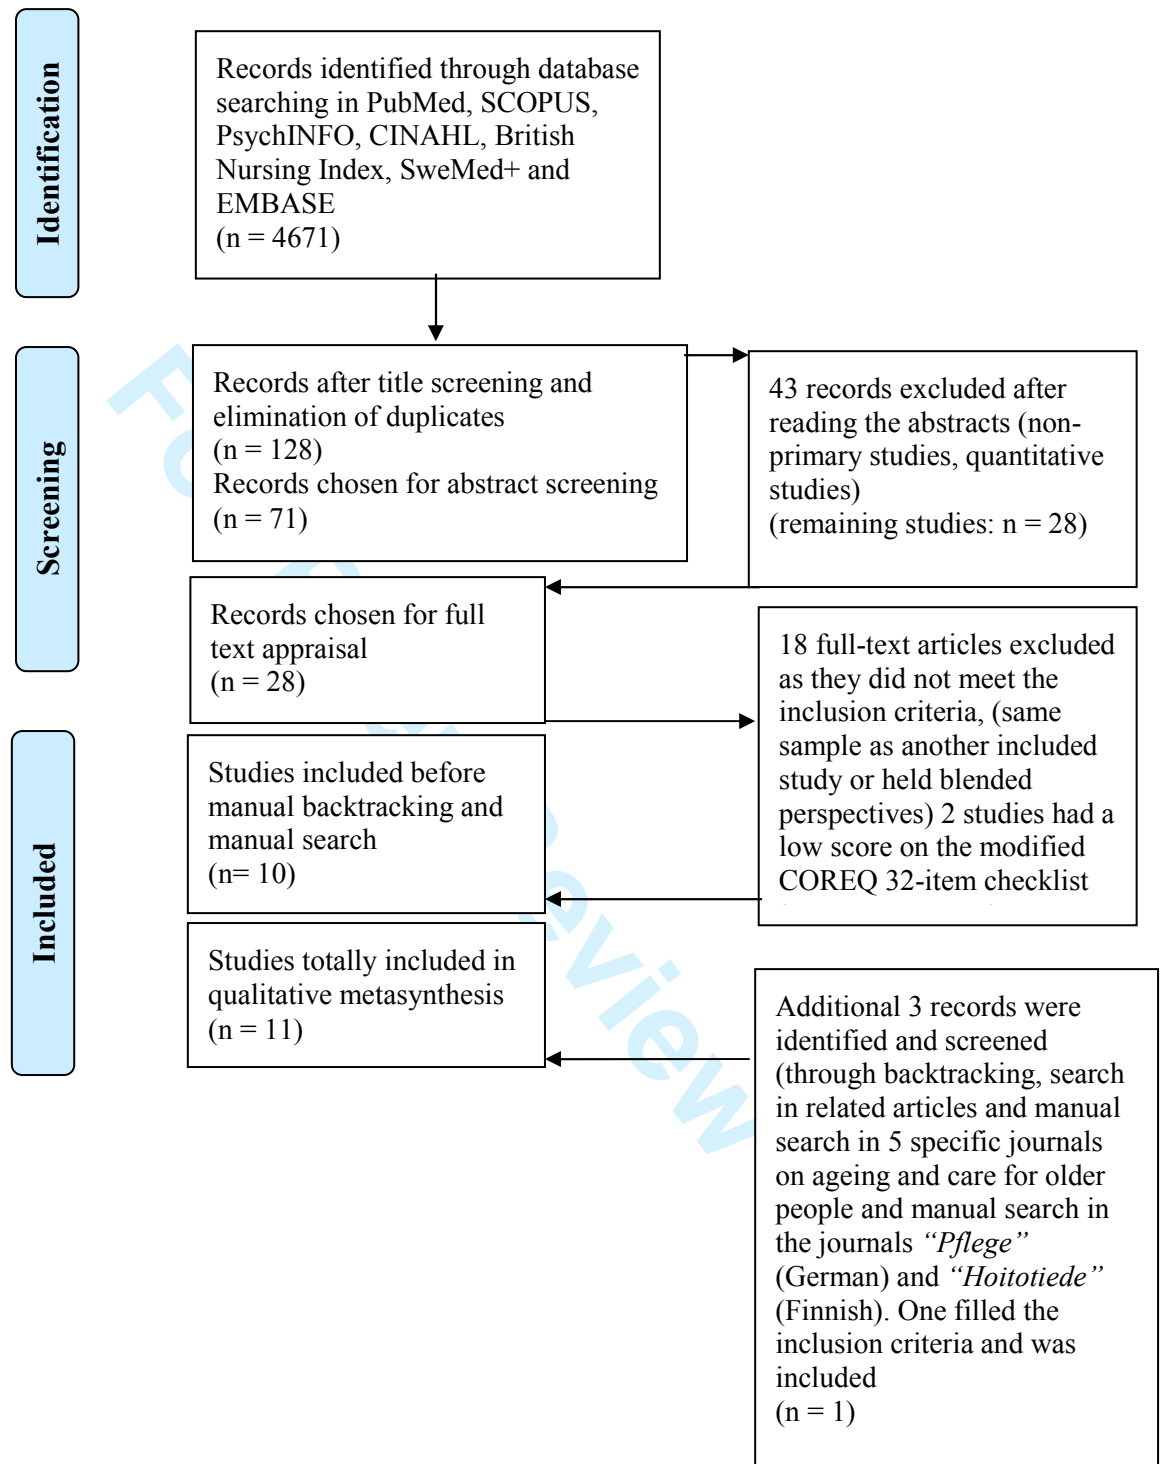 Identification
Records identified through database
searching in PubMed, SCOPUS,
PsychINFO, CINAHL, British
Nursing Index, SweMed+ and
EMBASE
(n = 4671)
Screening
Records after title screening and
elimination of duplicates
(n = 128)
Records chosen for abstract screening
(n = 71)
43 records excluded after
reading the abstracts (non-
primary studies, quantitative
studies)
(remaining studies: n = 28)
Records chosen for full
text appraisal
(n = 28)
18 full-text articles excluded
as they did not meet the
inclusion criteria, (same
sample as another included
study or held blended
perspectives) 2 studies had a
low score on the modified
COREQ 32-item checklist
Included
Studies included before
manual backtracking and
manual search
(n= 10)
Studies totally included in
qualitative metasynthesis
(n = 11)
Additional 3 records were
identified and screened
(through backtracking, search
in related articles and manual
search in 5 specific journals
on ageing and care for older
people and manual search in
the journals “Pflege”
(German) and “Hoitotiede”
(Finnish). One filled the
inclusion criteria and was
included
(n = 1)